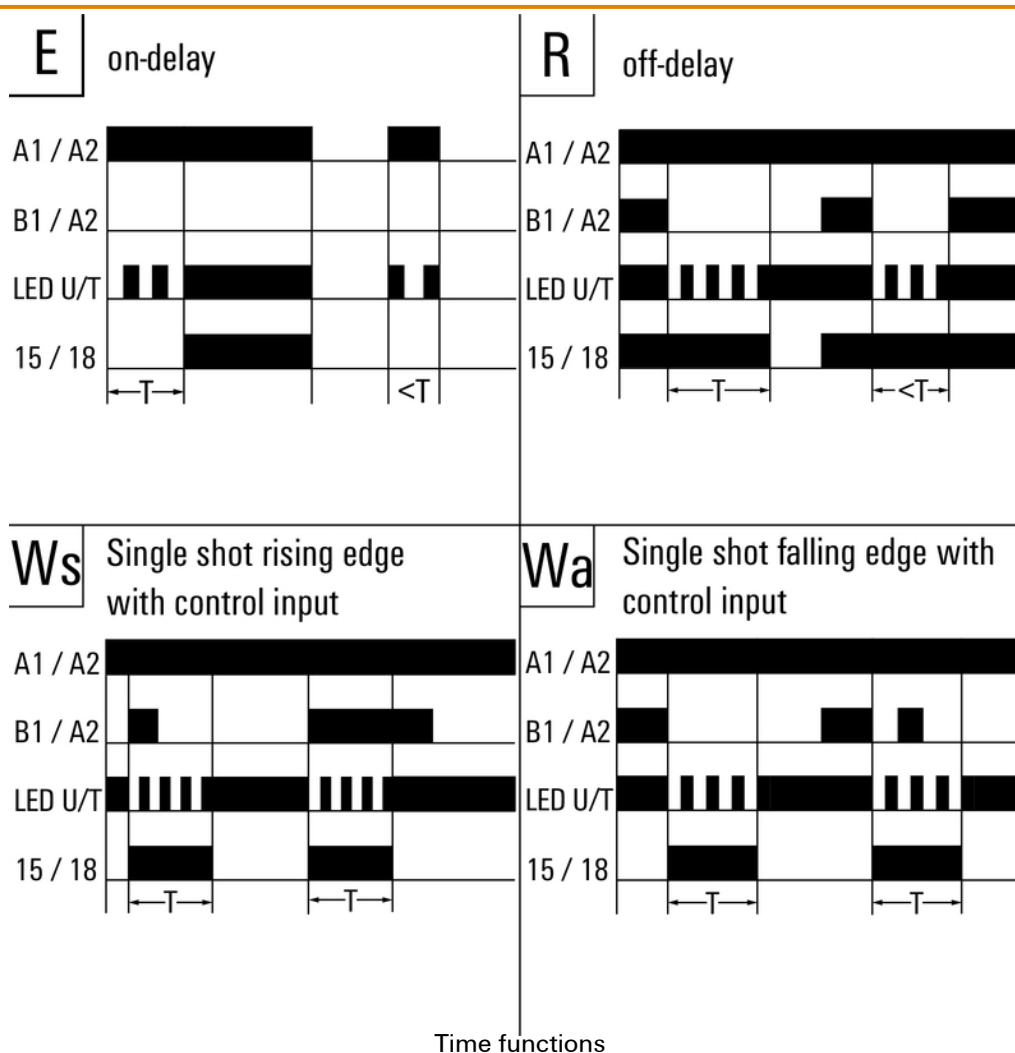 E on-delay
A1 / A2
B1 / A2
LED U/T
15 / 18
T <T
R off-delay
A1 / A2
B1 / A2
LED U/T
15 / 18
T <T
Ws Single shot rising edge
with control input
A1 / A2
B1 / A2
LED U/T
15 / 18
T T
Wa Single shot falling edge with
control input
A1 / A2
B1 / A2
LED U/T
15 / 18
T T
Time functions